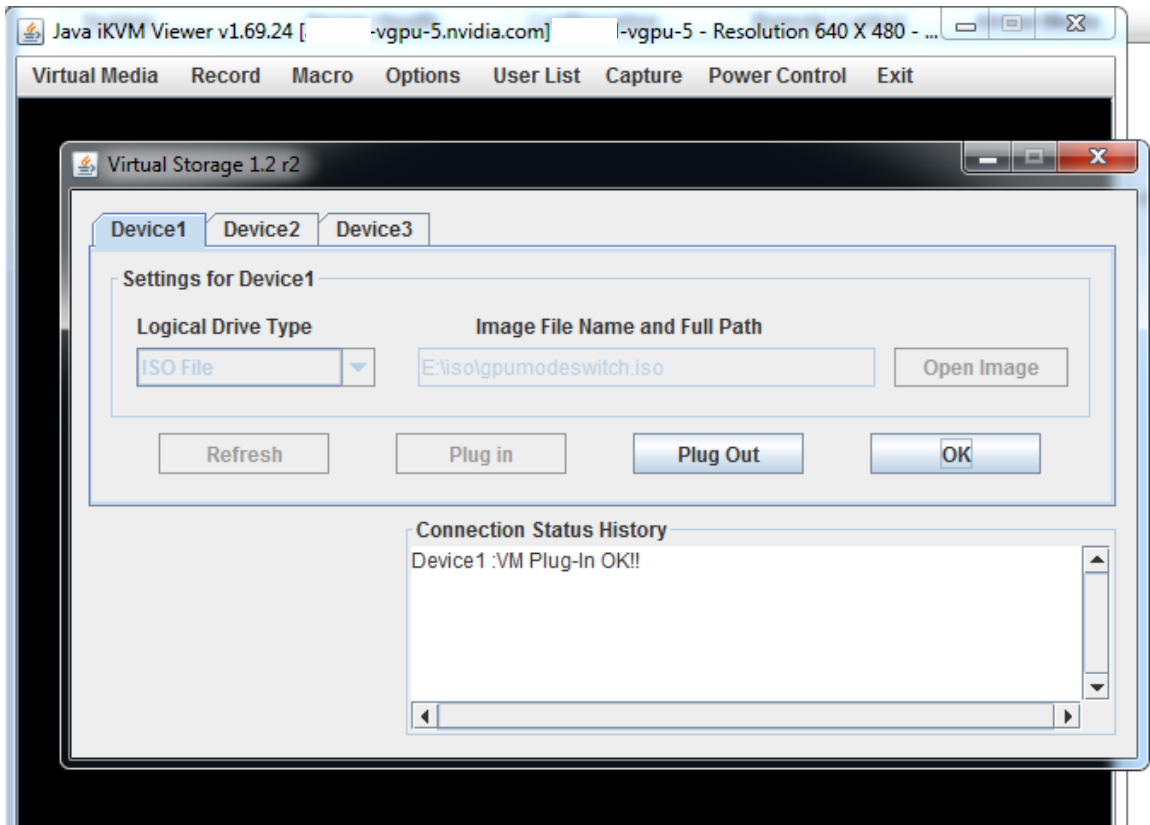 Java iKVM Viewer v1.69.24 [ -vgpu-5.nvidia.com] -vgpu-5 - Resolution 640 X 480 - ...
Virtual Media Record Macro Options User List Capture Power Control Exit
Virtual Storage 1.2 r2
Device1 Device2 Device3
Settings for Device1
Logical Drive Type Image File Name and Full Path
ISO File E:\iso\gpumodeswitch.iso Open Image
Refresh Plug in Plug Out OK
Connection Status History
Device1 :VM Plug-In OK!!